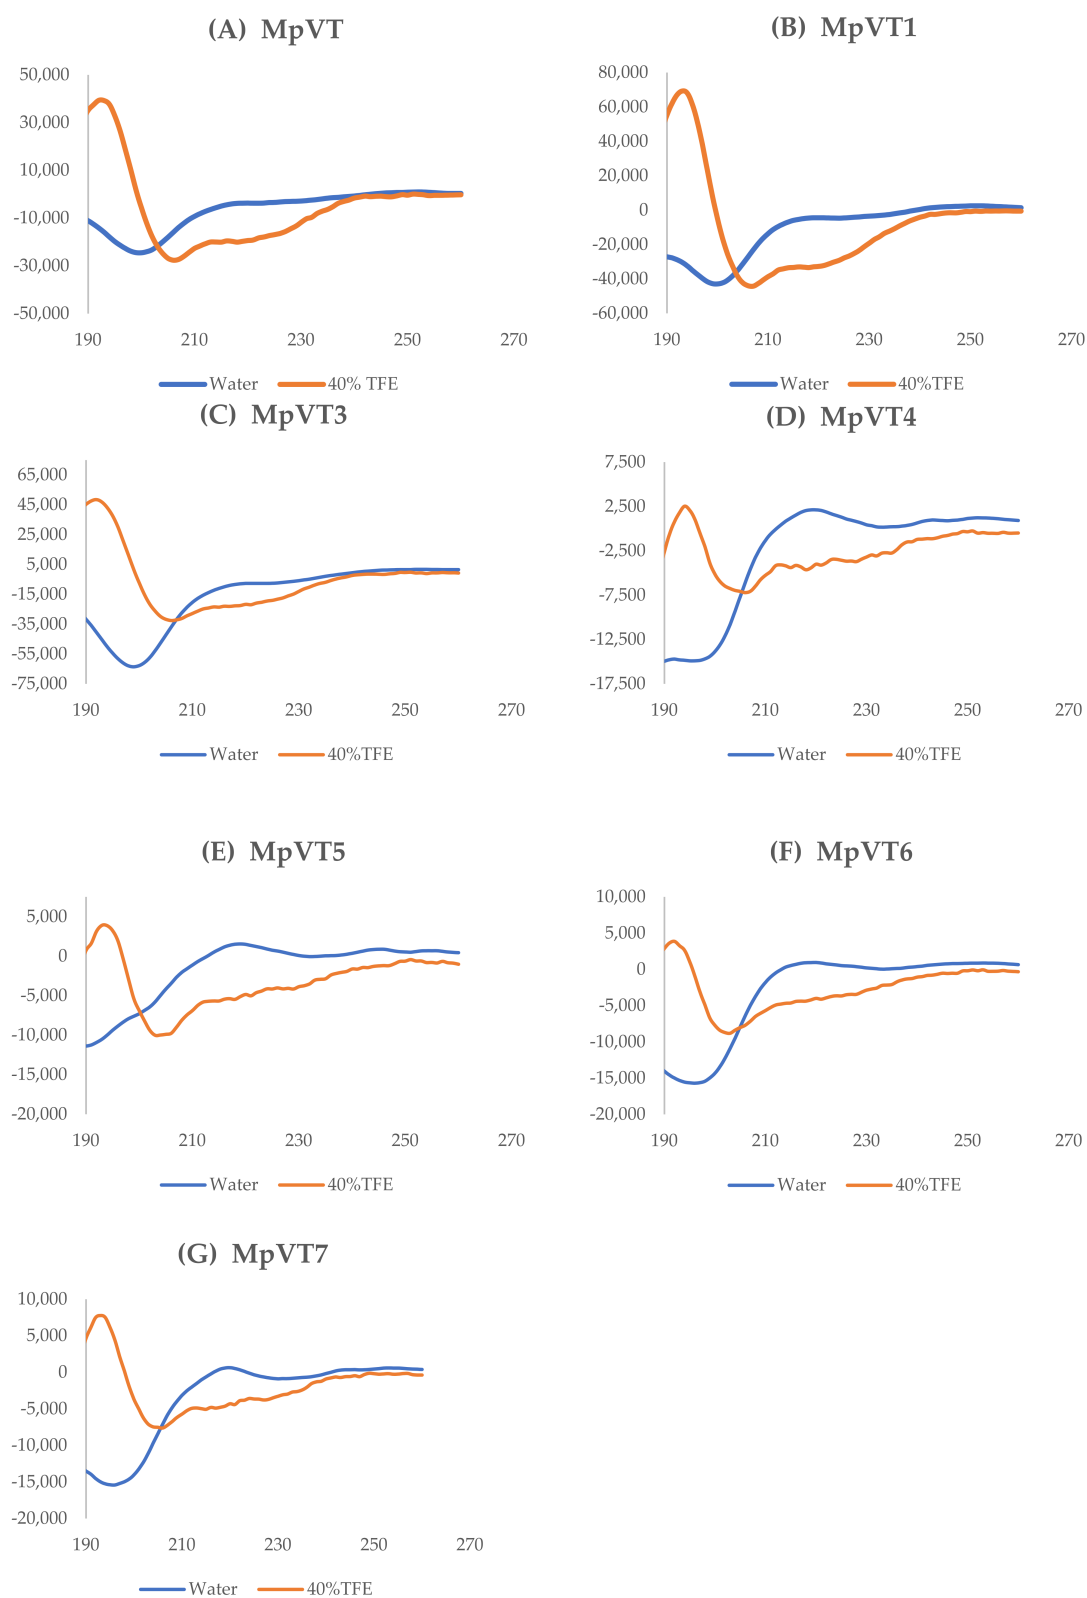 (A) MpVT
50,000
30,000
10,000
-10,000
-30,000
-50,000
190 210 230 250 270
Water 40% TFE
(B) MpVT1
80,000
60,000
40,000
20,000
0
-20,000
-40,000
-60,000
190 210 230 250 270
Water 40%TFE
(C) MpVT3
65,000
45,000
25,000
5,000
-15,000
-35,000
-55,000
-75,000
190 210 230 250 270
Water 40%TFE
(D) MpVT4
7,500
2,500
-2,500
-7,500
-12,500
-17,500
190 210 230 250 270
Water 40%TFE
(E) MpVT5
5,000
0
-5,000
-10,000
-15,000
-20,000
190 210 230 250 270
Water 40%TFE
(F) MpVT6
10,000
5,000
0
-5,000
-10,000
-15,000
-20,000
190 210 230 250 270
Water 40%TFE
(G) MpVT7
10,000
5,000
0
-5,000
-10,000
-15,000
-20,000
190 210 230 250 270
Water 40%TFE